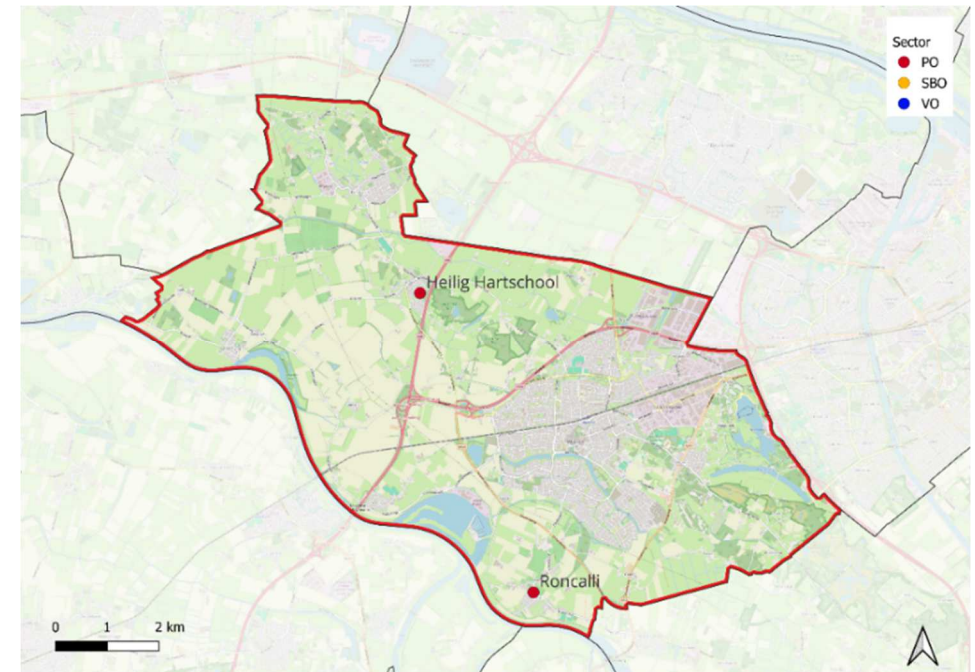 Sector
PO
SBO
VO
Heilig Hartschool
Roncalli
0 1 2 km